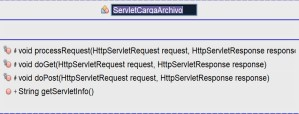 ServletCargaArchivo
# void processRequest(HttpServletRequest request, HttpServletResponse response
# void doGet(HttpServletRequest request, HttpServletResponse response)
# void doPost(HttpServletRequest request, HttpServletResponse response)
+ String getServletInfo()